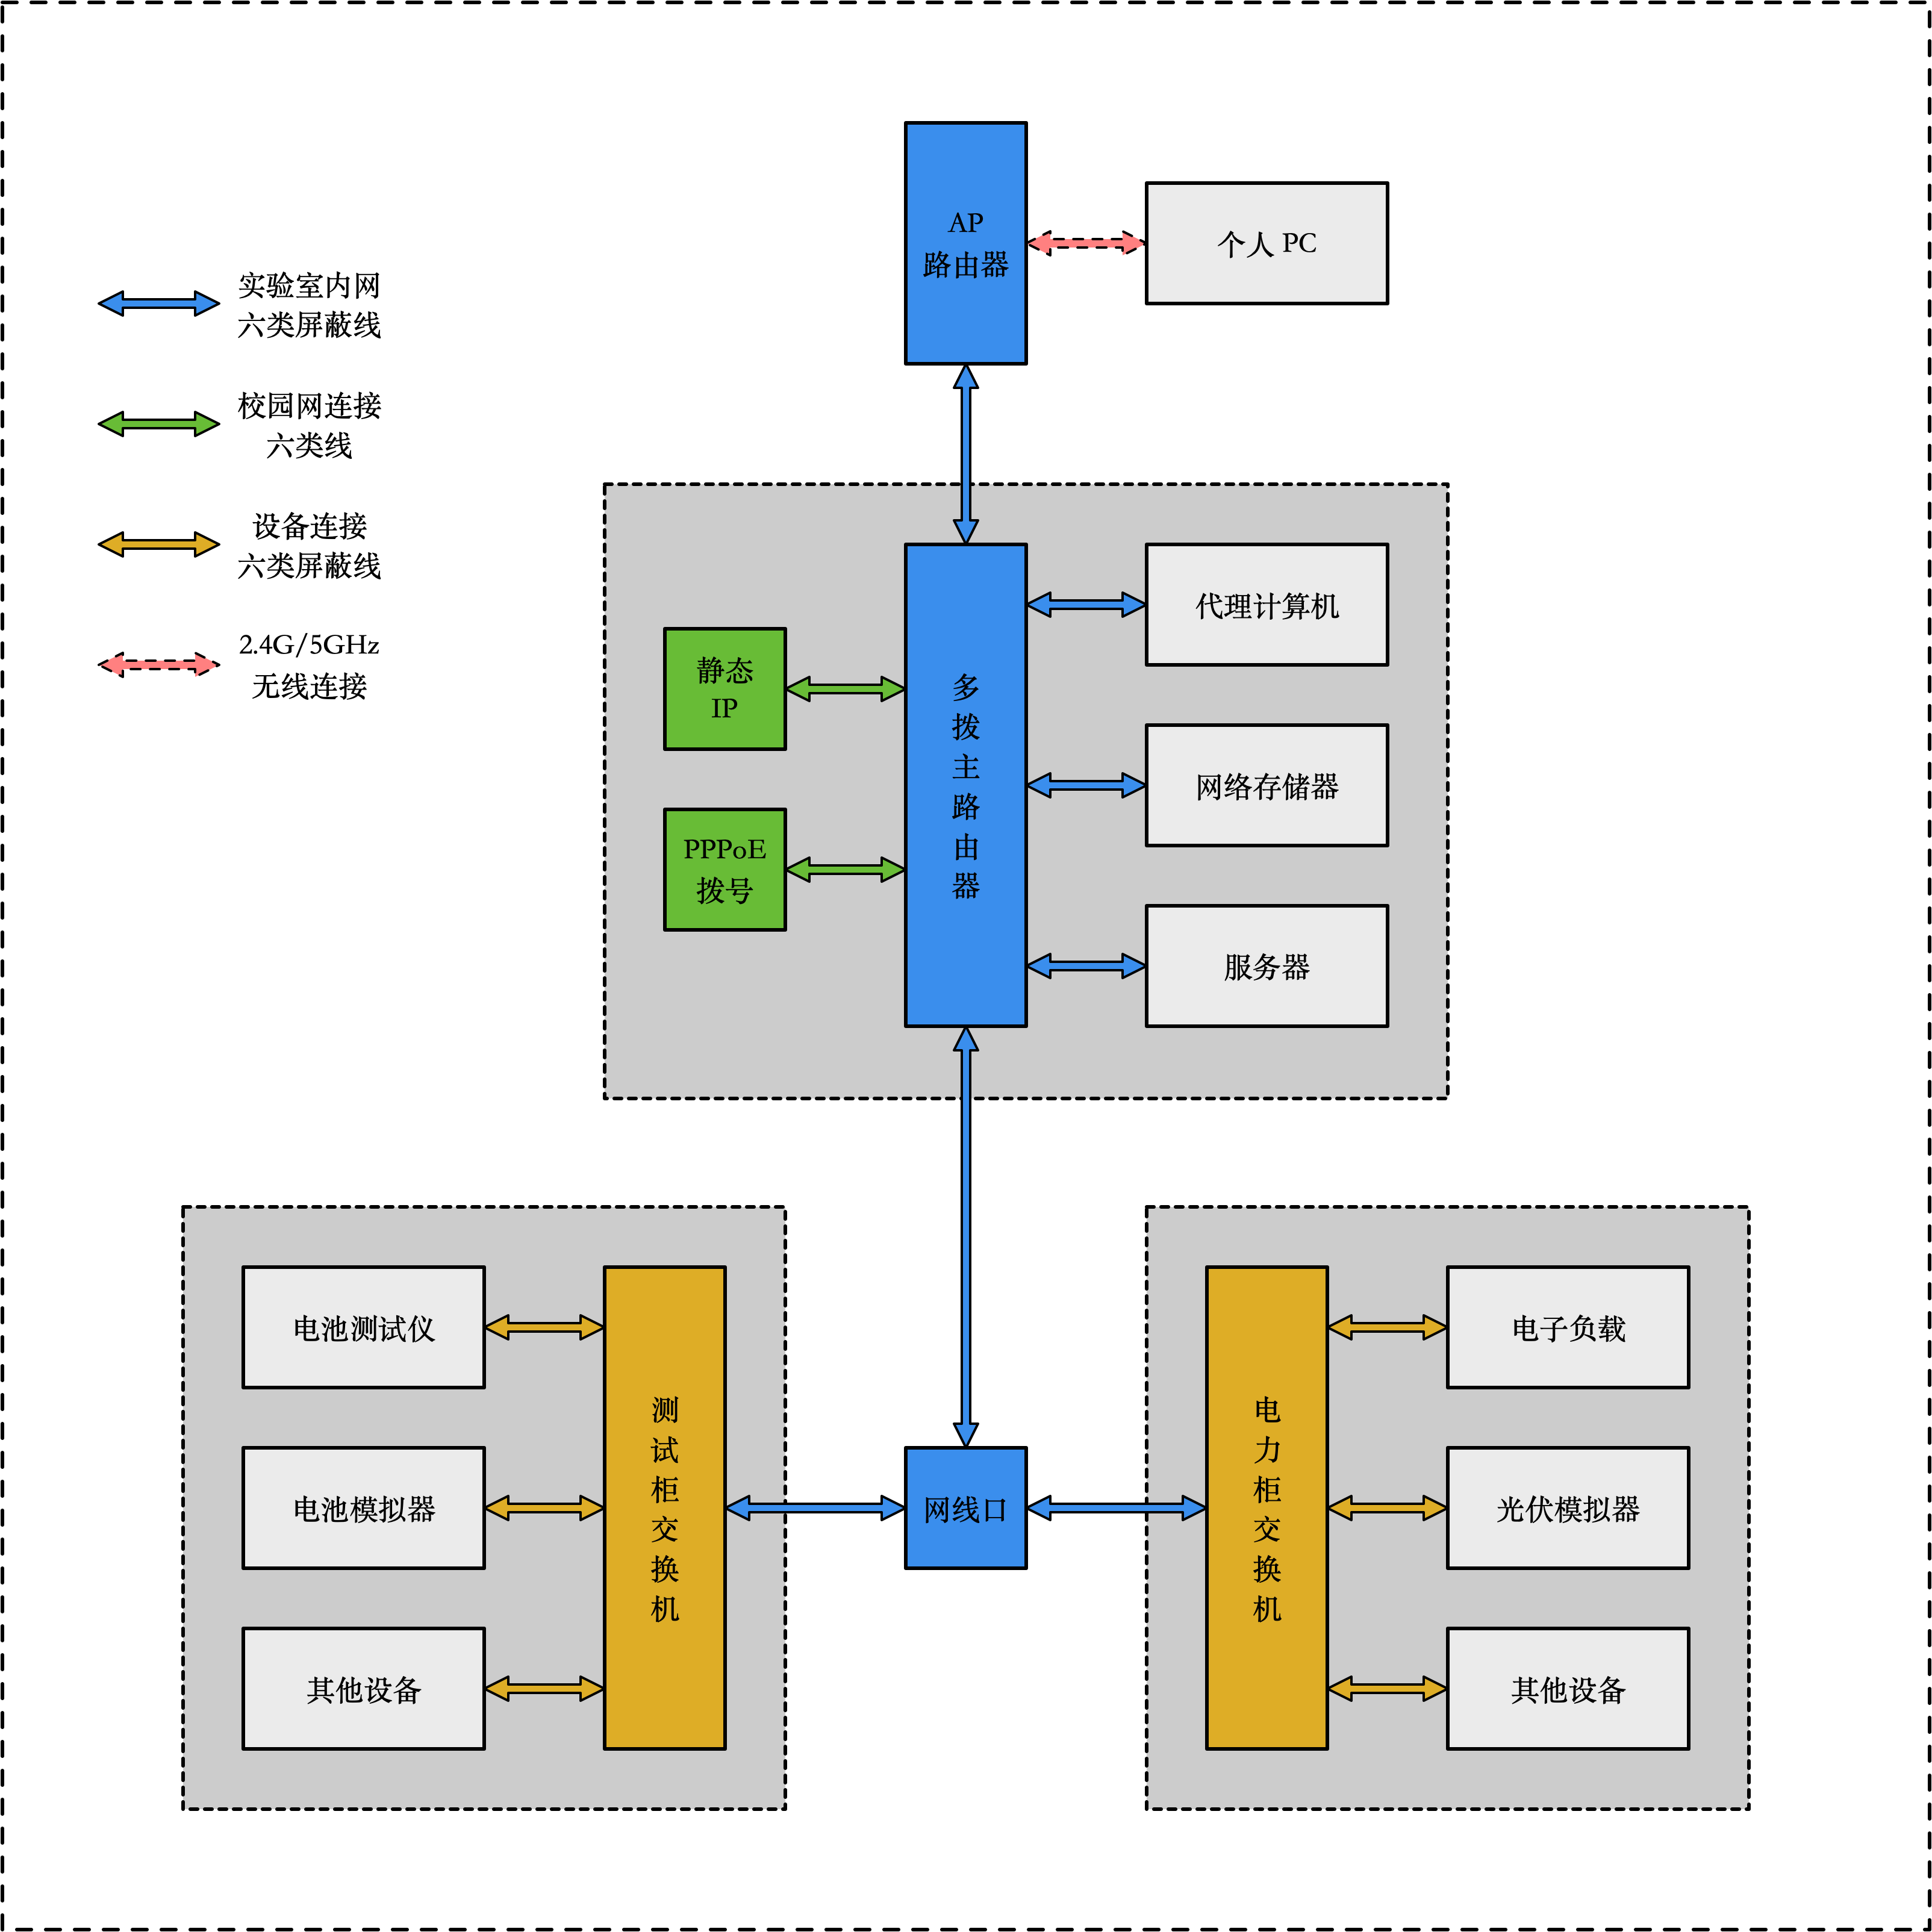 AP
路由器
个人 PC
实验室内网
六类屏蔽线
校园网连接
六类线
设备连接
六类屏蔽线
2.4G/5GHz
无线连接
静态
IP
PPPoE
拨号
多
拨
主
路
由
器
代理计算机
网络存储器
服务器
电池测试仪
电池模拟器
其他设备
测
试
柜
交
换
机
网线口
电
力
柜
交
换
机
电子负载
光伏模拟器
其他设备